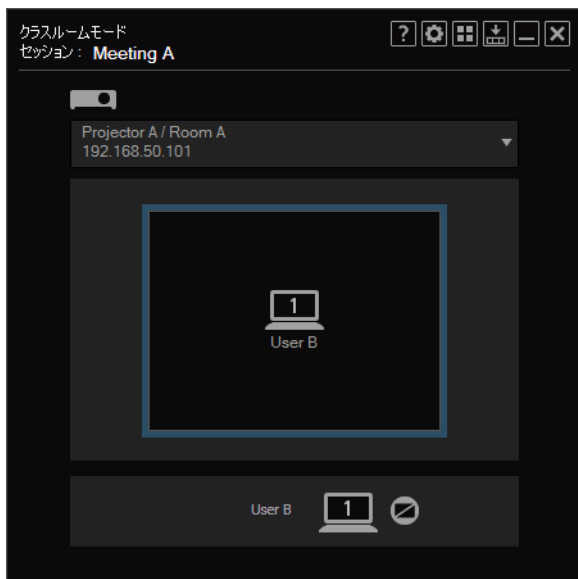 クラスルームモード
セッション： Meeting A
?
Projector A / Room A
192.168.50.101
1
User B
User B
1